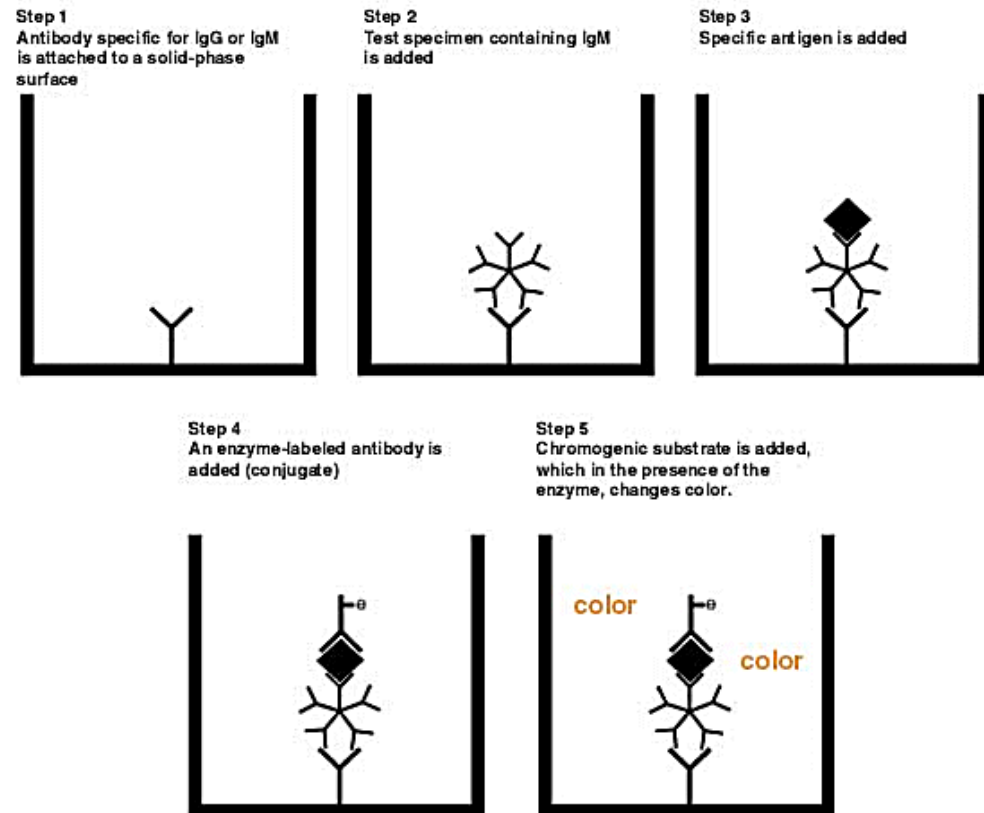 Step 1
Antibody specific for IgG or IgM
is attached to a solid-phase
surface
Step 2
Test specimen containing IgM
is added
Step 3
Specific antigen is added
Step 4
An enzyme-labeled antibody is
added (conjugate)
e
Step 5
Chromogenic substrate is added,
which in the presence of the
enzyme, changes color.
color
e
color